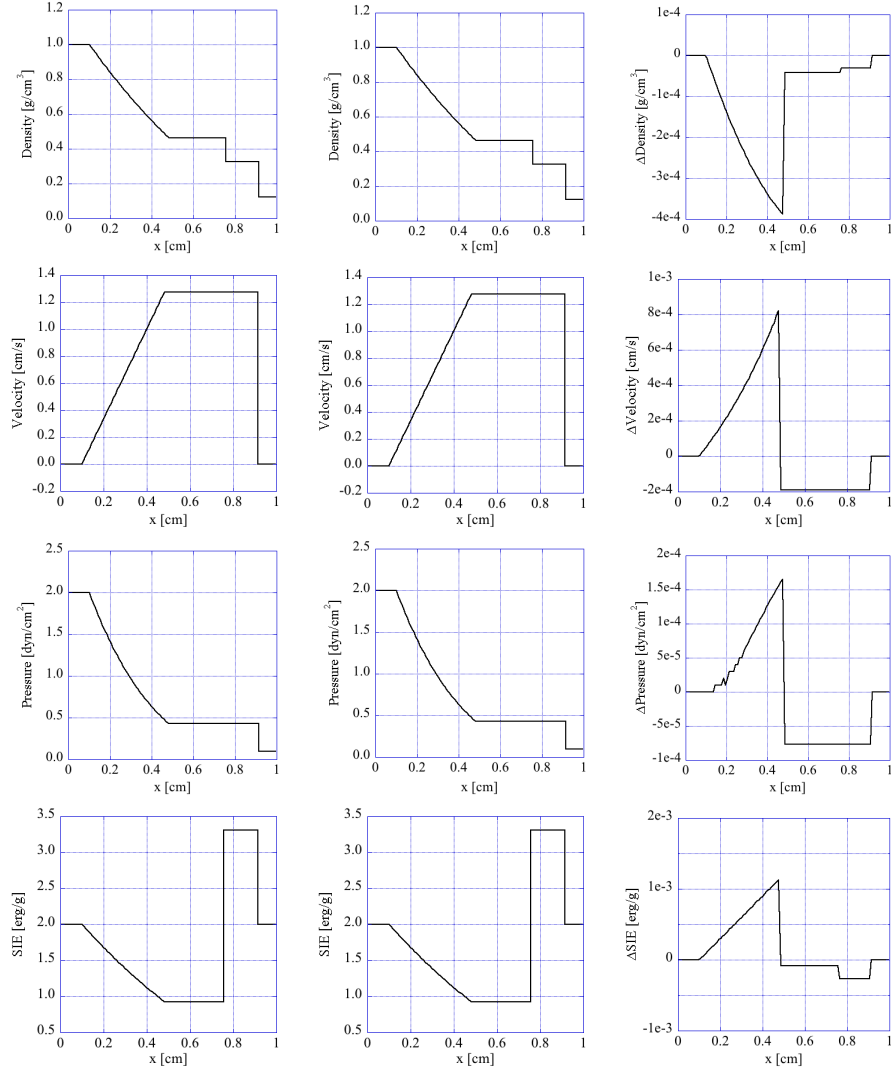 1.2
1.0
0.8
0.6
0.4
0.2
0.0
Density [g/cm³]
0 0.2 0.4 0.6 0.8 1
x [cm]
1.2
1.0
0.8
0.6
0.4
0.2
0.0
Density [g/cm³]
0 0.2 0.4 0.6 0.8 1
x [cm]
1e-4
0
-1e-4
-2e-4
-3e-4
-4e-4
ΔDensity [g/cm³]
0 0.2 0.4 0.6 0.8 1
x [cm]
1.4
1.2
1.0
0.8
0.6
0.4
0.2
0.0
-0.2
Velocity [cm/s]
0 0.2 0.4 0.6 0.8 1
x [cm]
1.4
1.2
1.0
0.8
0.6
0.4
0.2
0.0
-0.2
Velocity [cm/s]
0 0.2 0.4 0.6 0.8 1
x [cm]
1e-3
8e-4
6e-4
4e-4
2e-4
0
-2e-4
ΔVelocity [cm/s]
0 0.2 0.4 0.6 0.8 1
x [cm]
2.5
2.0
1.5
1.0
0.5
0.0
Pressure [dyn/cm²]
0 0.2 0.4 0.6 0.8 1
x [cm]
2.5
2.0
1.5
1.0
0.5
0.0
Pressure [dyn/cm²]
0 0.2 0.4 0.6 0.8 1
x [cm]
2e-4
1.5e-4
1e-4
5e-5
0
-5e-5
-1e-4
ΔPressure [dyn/cm²]
0 0.2 0.4 0.6 0.8 1
x [cm]
3.5
3.0
2.5
2.0
1.5
1.0
0.5
SIE [erg/g]
0 0.2 0.4 0.6 0.8 1
x [cm]
3.5
3.0
2.5
2.0
1.5
1.0
0.5
SIE [erg/g]
0 0.2 0.4 0.6 0.8 1
x [cm]
2e-3
1e-3
0
-1e-3
ΔSIE [erg/g]
0 0.2 0.4 0.6 0.8 1
x [cm]